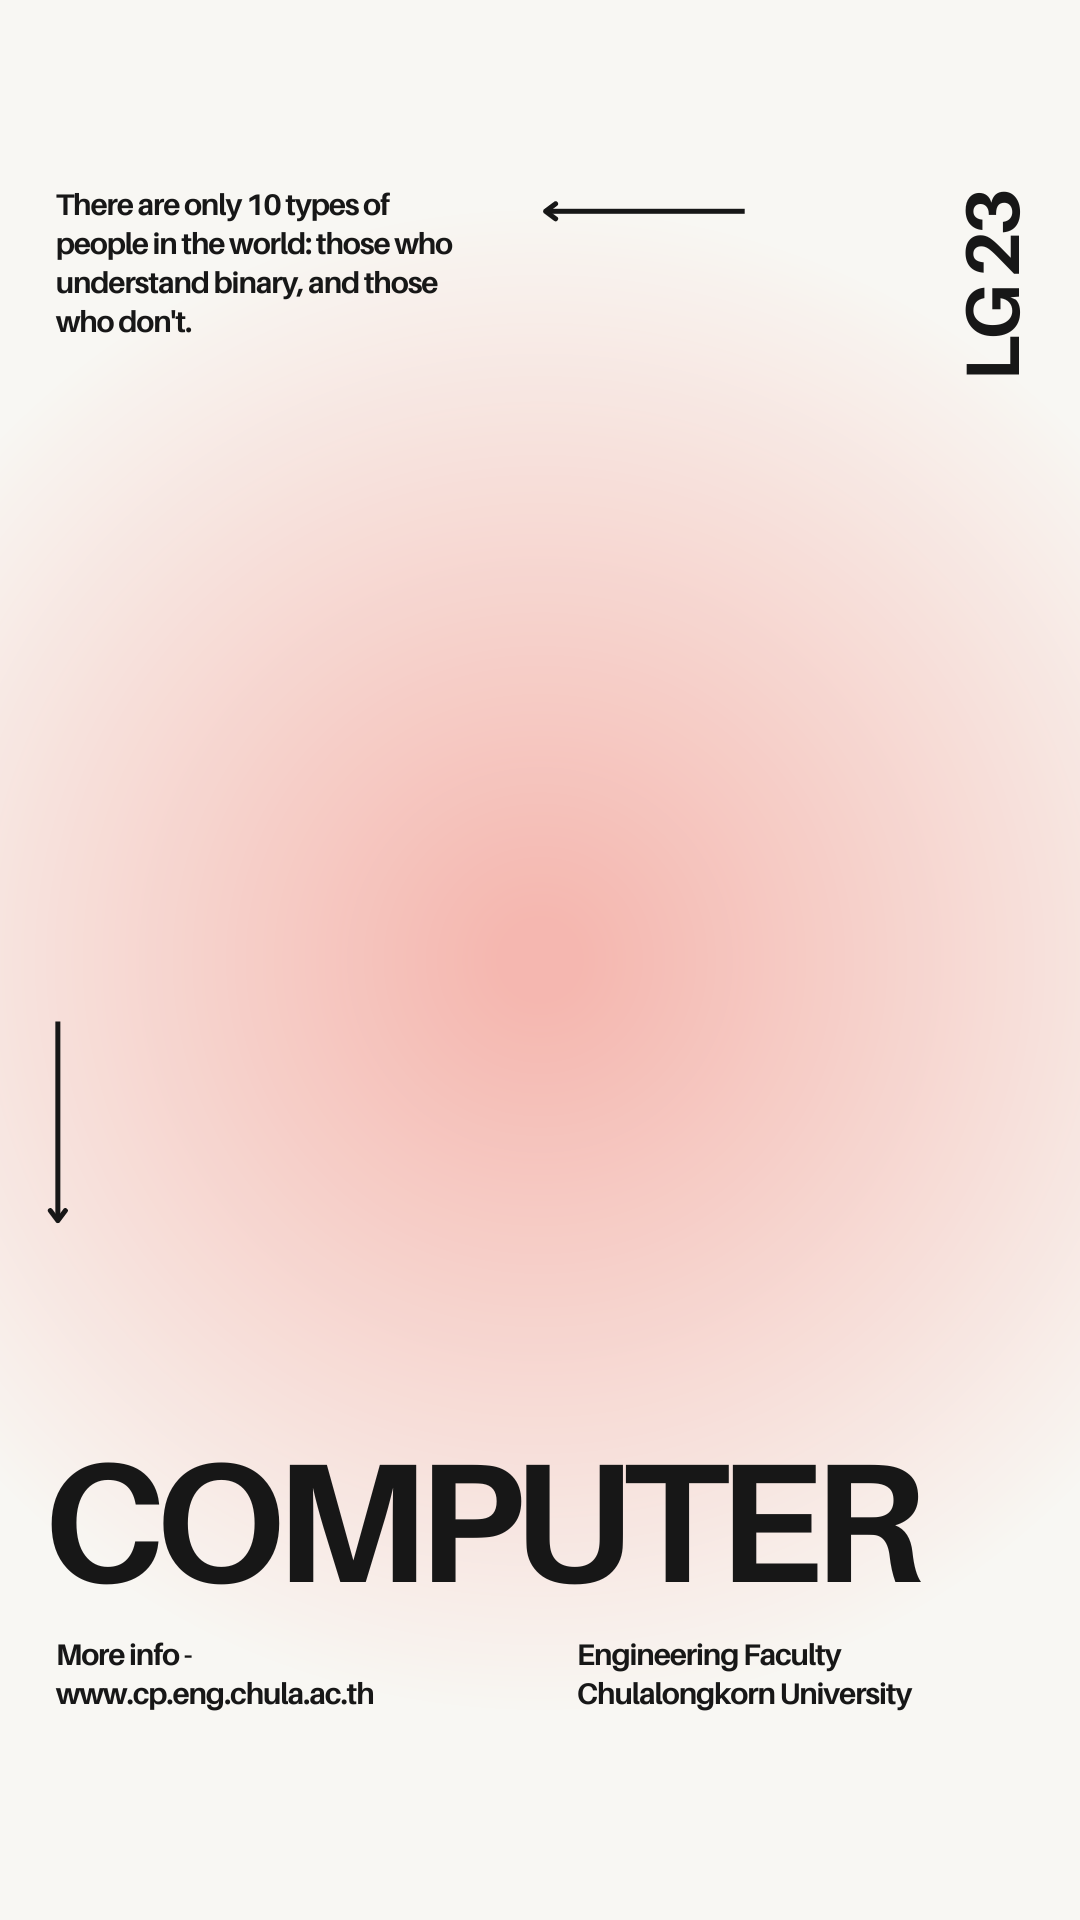 There are only 10 types of
people in the world: those who
understand binary, and those
who don't.
LG 23
COMPUTER
More info -
www.cp.eng.chula.ac.th
Engineering Faculty
Chulalongkorn University